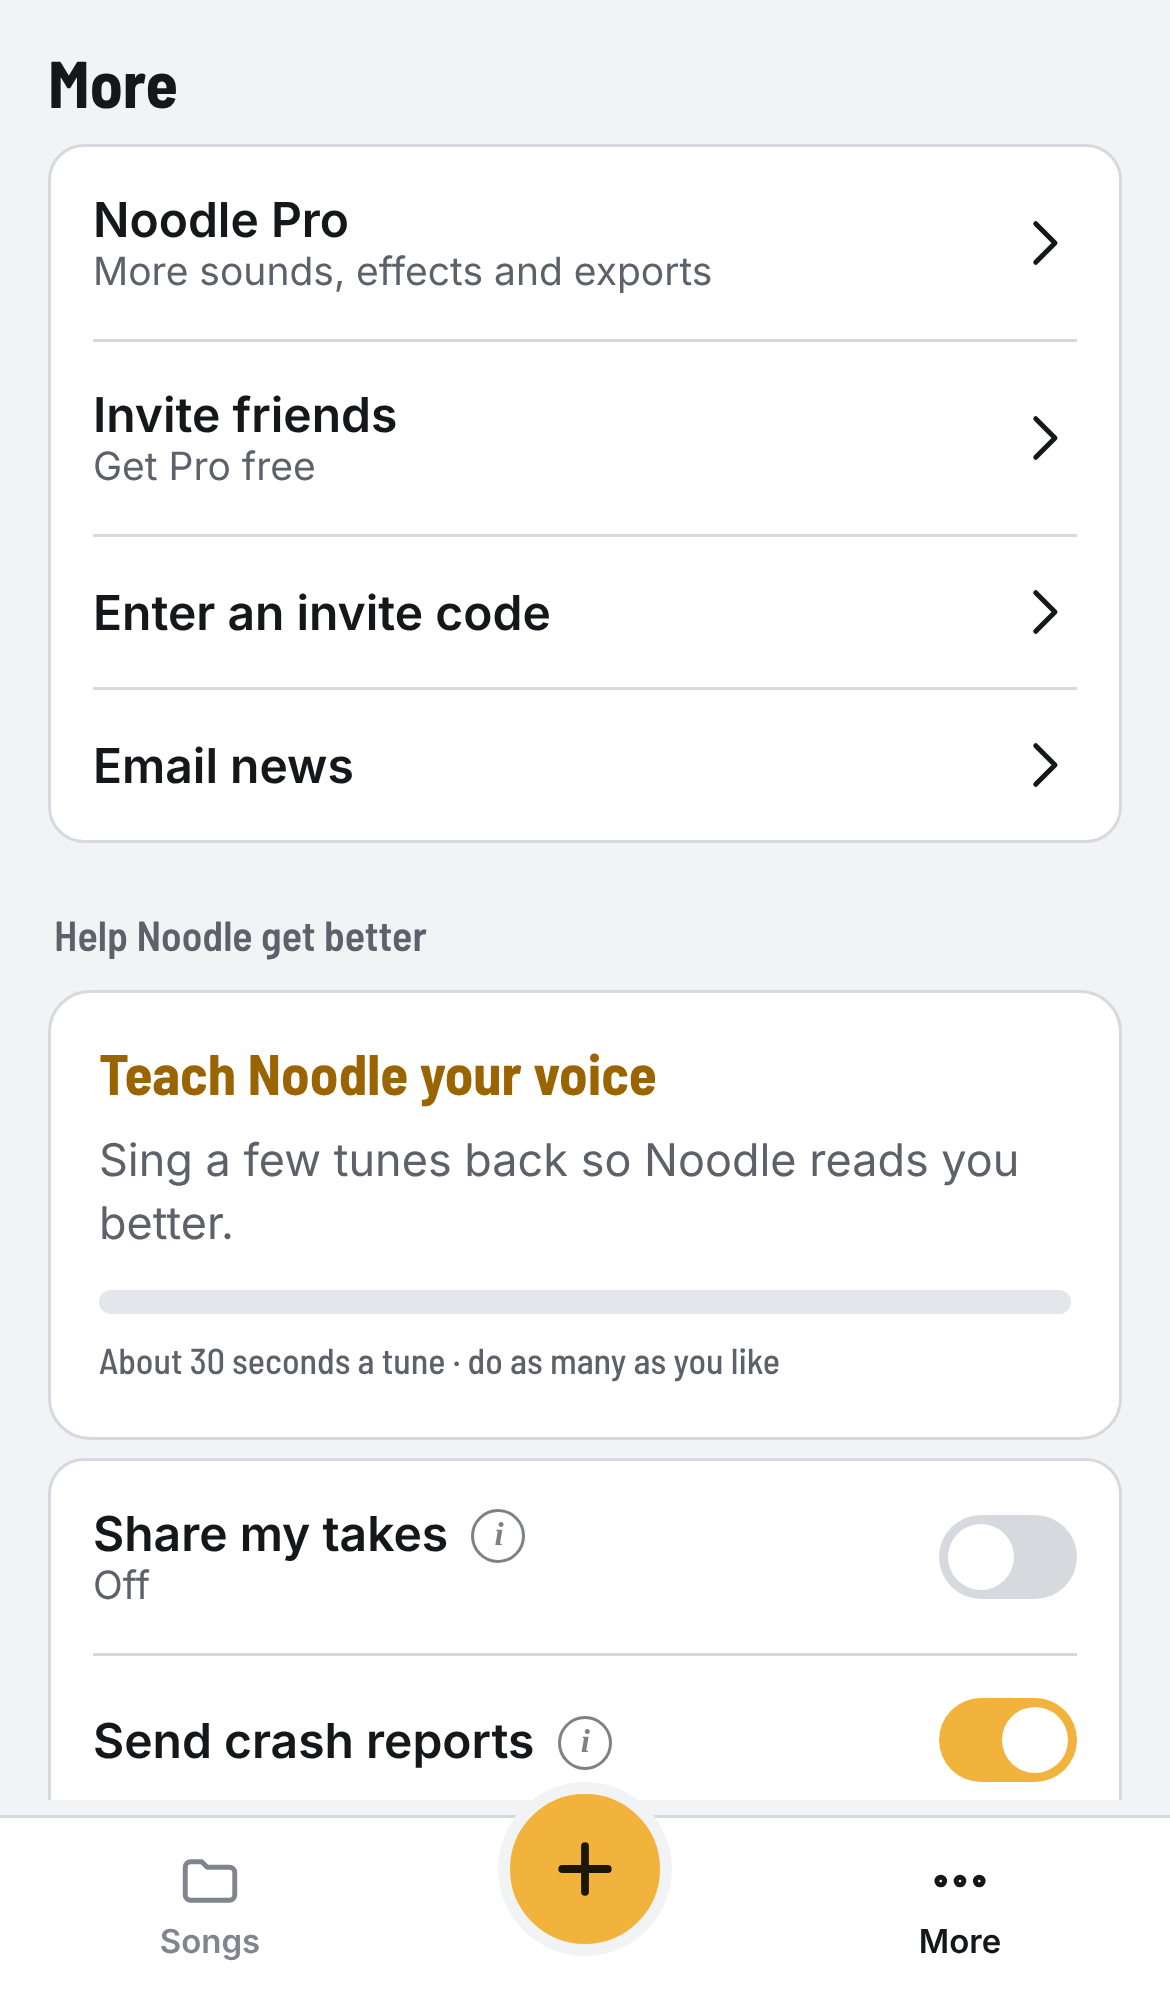 More
Noodle Pro
More sounds, effects and exports
Invite friends
Get Pro free
Enter an invite code
Email news
Help Noodle get better
Teach Noodle your voice
Sing a few tunes back so Noodle reads you
better.
About 30 seconds a tune · do as many as you like
Share my takes i
Off
Send crash reports i
Songs
More